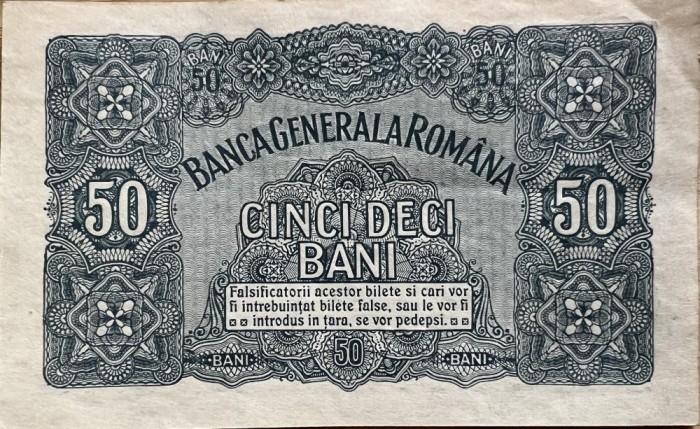 BANI 50
BANI 50
BANCA GENERALA ROMÂNA
50
50
CINCI DECI
BANI
Falsificatorii acestor bilete si cari vor
fi intrebuințat bilete false, sau le vor fi
introdus in țara, se vor pedepsi.
BANI
50
BANI